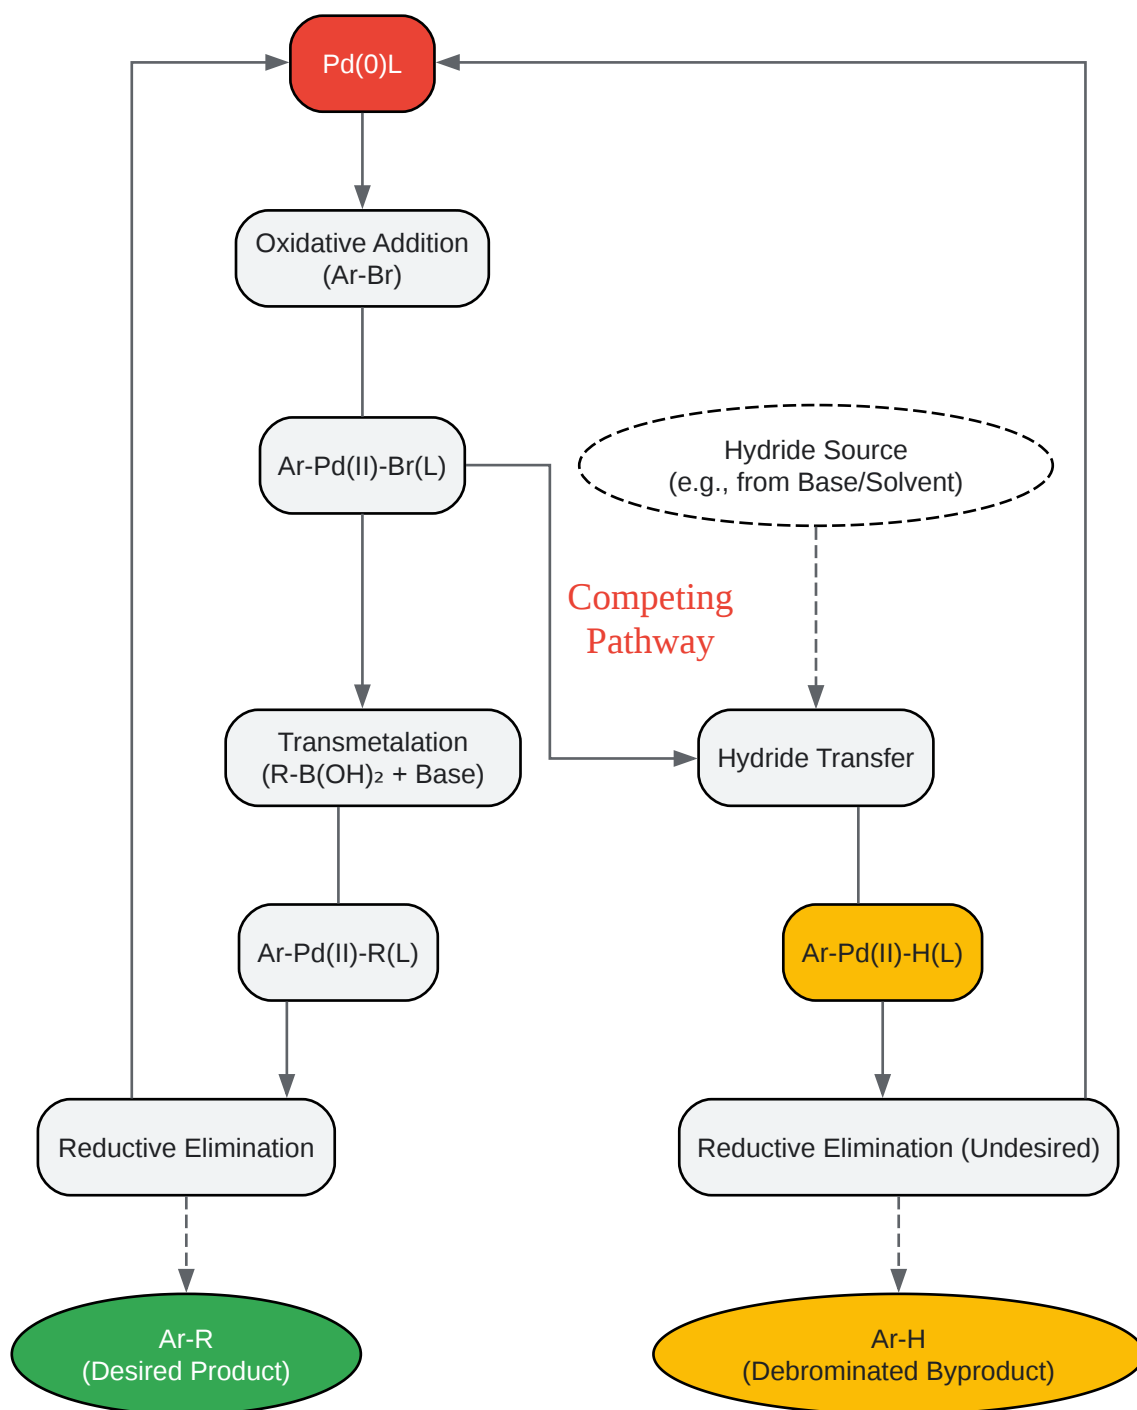 Pd(0)L
Oxidative Addition
(Ar-Br)
Ar-Pd(II)-Br(L)
Hydride Source
(e.g., from Base/Solvent)
Competing
Pathway
Transmetalation
(R-B(OH)₂ + Base)
Hydride Transfer
Ar-Pd(II)-R(L)
Ar-Pd(II)-H(L)
Reductive Elimination
Reductive Elimination (Undesired)
Ar-R
(Desired Product)
Ar-H
(Debrominated Byproduct)